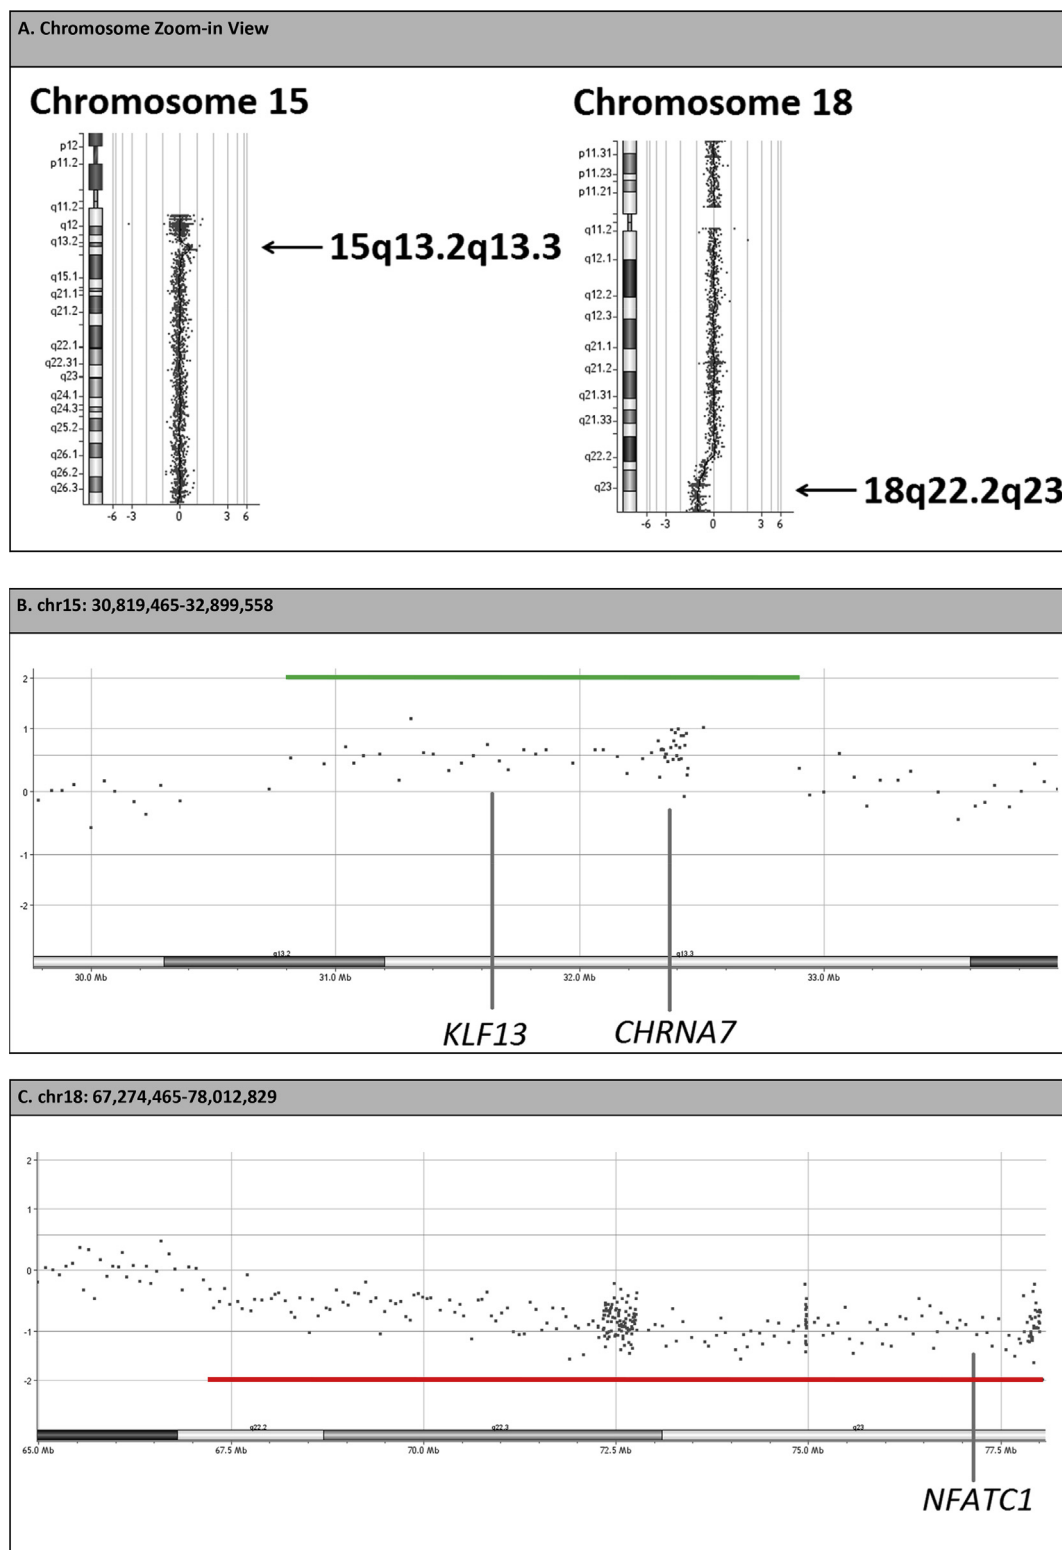 A. Chromosome Zoom-in View
Chromosome 15
Chromosome 18
p12
p11.2
q11.2
q12
q13.2
q15.1
q21.1
q21.2
q22.1
q22.31
q23
q24.1
q24.3
q25.2
q26.1
q26.2
q26.3
-6 -3 0 3 6
15q13.2q13.3
p11.31
p11.23
p11.21
q11.2
q12.1
q12.2
q12.3
q21.1
q21.2
q21.31
q21.33
q22.2
q23
-6 -3 0 3 6
18q22.2q23
B. chr15: 30,819,465-32,899,558
2
1
0
-1
-2
q13.2 q13.3
30.0 Mb 31.0 Mb 32.0 Mb 33.0 Mb
KLF13 CHRNA7
C. chr18: 67,274,465-78,012,829
2
1
0
-1
-2
q22.2 q22.3 q23
65.0 Mb 67.5 Mb 70.0 Mb 72.5 Mb 75.0 Mb 77.5 Mb
NFATC1